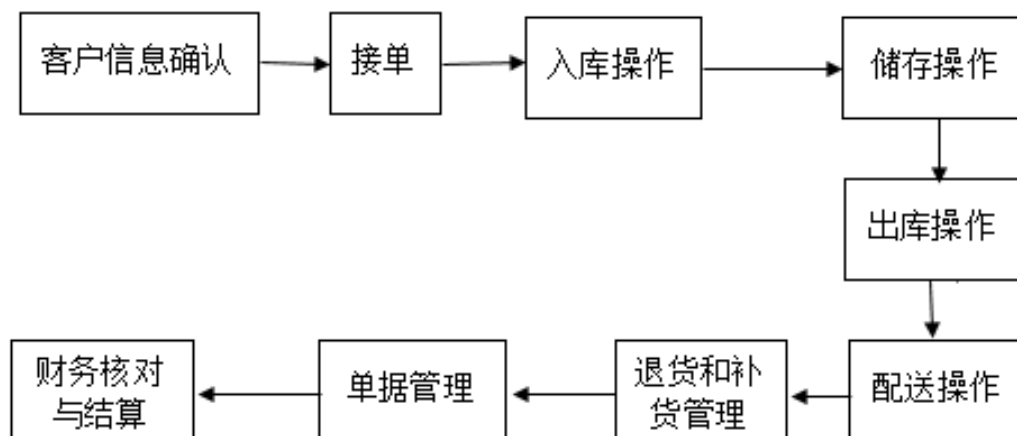 客户信息确认
接单
入库操作
储存操作
出库操作
配送操作
退货和补
货管理
单据管理
财务核对
与结算